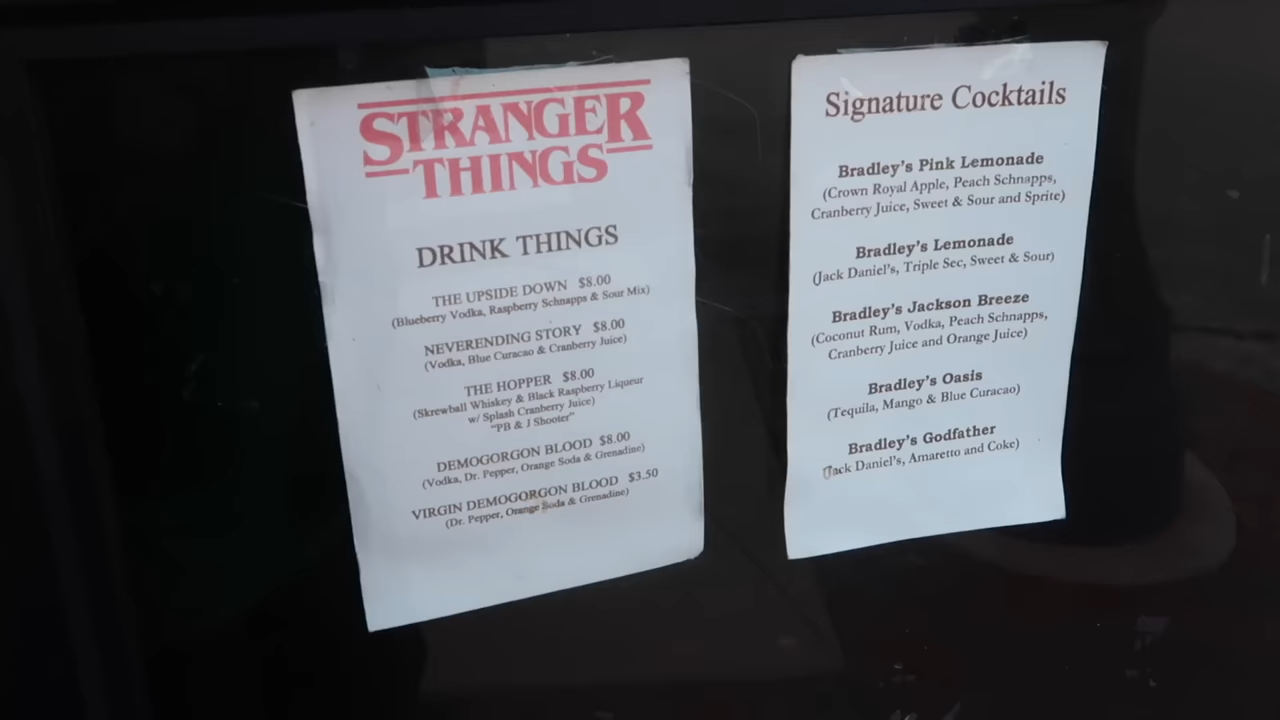 STRANGER
THINGS
DRINK THINGS
THE UPSIDE DOWN $8.00
(Blueberry Vodka, Raspberry Schnapps & Sour Mix)
NEVERENDING STORY $8.00
(Vodka, Blue Curacao & Cranberry Juice)
THE HOPPER $8.00
(Skrewball Whiskey & Black Raspberry Liqueur
w/ Splash Cranberry Juice)
"PB & J Shooter"
DEMOGORGON BLOOD $8.00
(Vodka, Dr. Pepper, Orange Soda & Grenadine)
VIRGIN DEMOGORGON BLOOD $3.50
(Dr. Pepper, Orange Soda & Grenadine)
Signature Cocktails
Bradley's Pink Lemonade
(Crown Royal Apple, Peach Schnapps,
Cranberry Juice, Sweet & Sour and Sprite)
Bradley's Lemonade
(Jack Daniel's, Triple Sec, Sweet & Sour)
Bradley's Jackson Breeze
(Coconut Rum, Vodka, Peach Schnapps,
Cranberry Juice and Orange Juice)
Bradley's Oasis
(Tequila, Mango & Blue Curacao)
Bradley's Godfather
(Jack Daniel's, Amaretto and Coke)